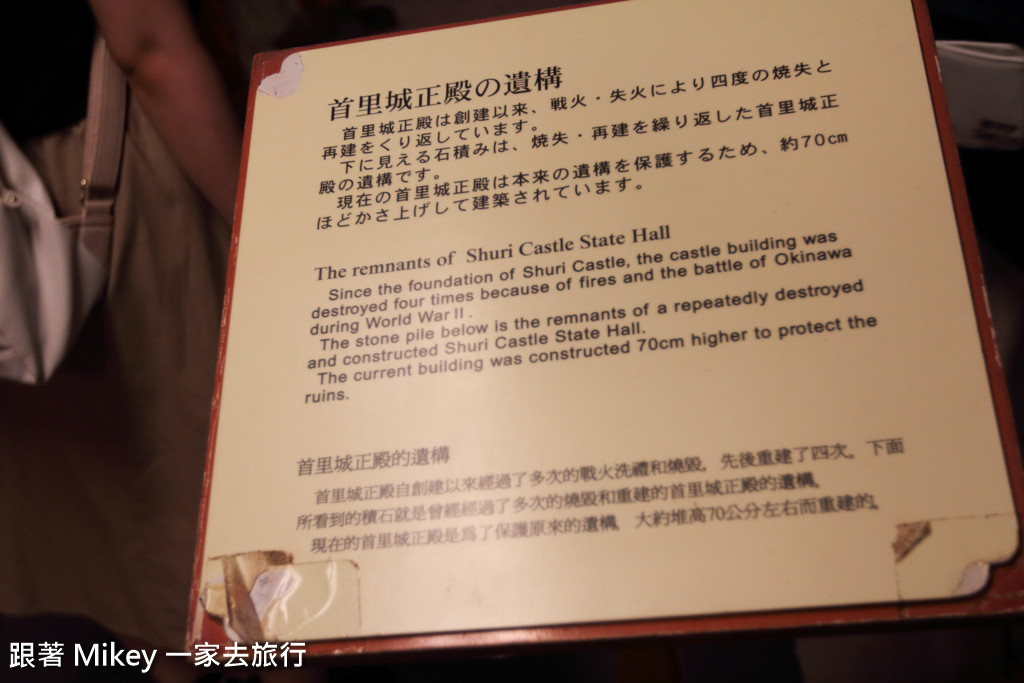 首里城正殿の遺構
首里城正殿は創建以来、戦火・失火により四度の焼失と
再建をくり返しています。
下に見える石積みは、焼失・再建を繰り返した首里城正
殿の遺構です。
現在の首里城正殿は本来の遺構を保護するため、約70cm
ほどかさ上げして建築されています。
The remnants of Shuri Castle State Hall
Since the foundation of Shuri Castle, the castle building was
destroyed four times because of fires and the battle of Okinawa
during World War II.
The stone pile below is the remnants of a repeatedly destroyed
and constructed Shuri Castle State Hall.
The current building was constructed 70cm higher to protect the
ruins.
首里城正殿的遺構
首里城正殿自創建以來經過了多次的戰火洗禮和燒毀，先後重建了四次。下面
所看到的積石就是曾經經過了多次的燒毀和重建的首里城正殿的遺構。
現在的首里城正殿是爲了保護原來的遺構，大約堆高70公分左右而重建的。
跟著 Mikey 一家去旅行